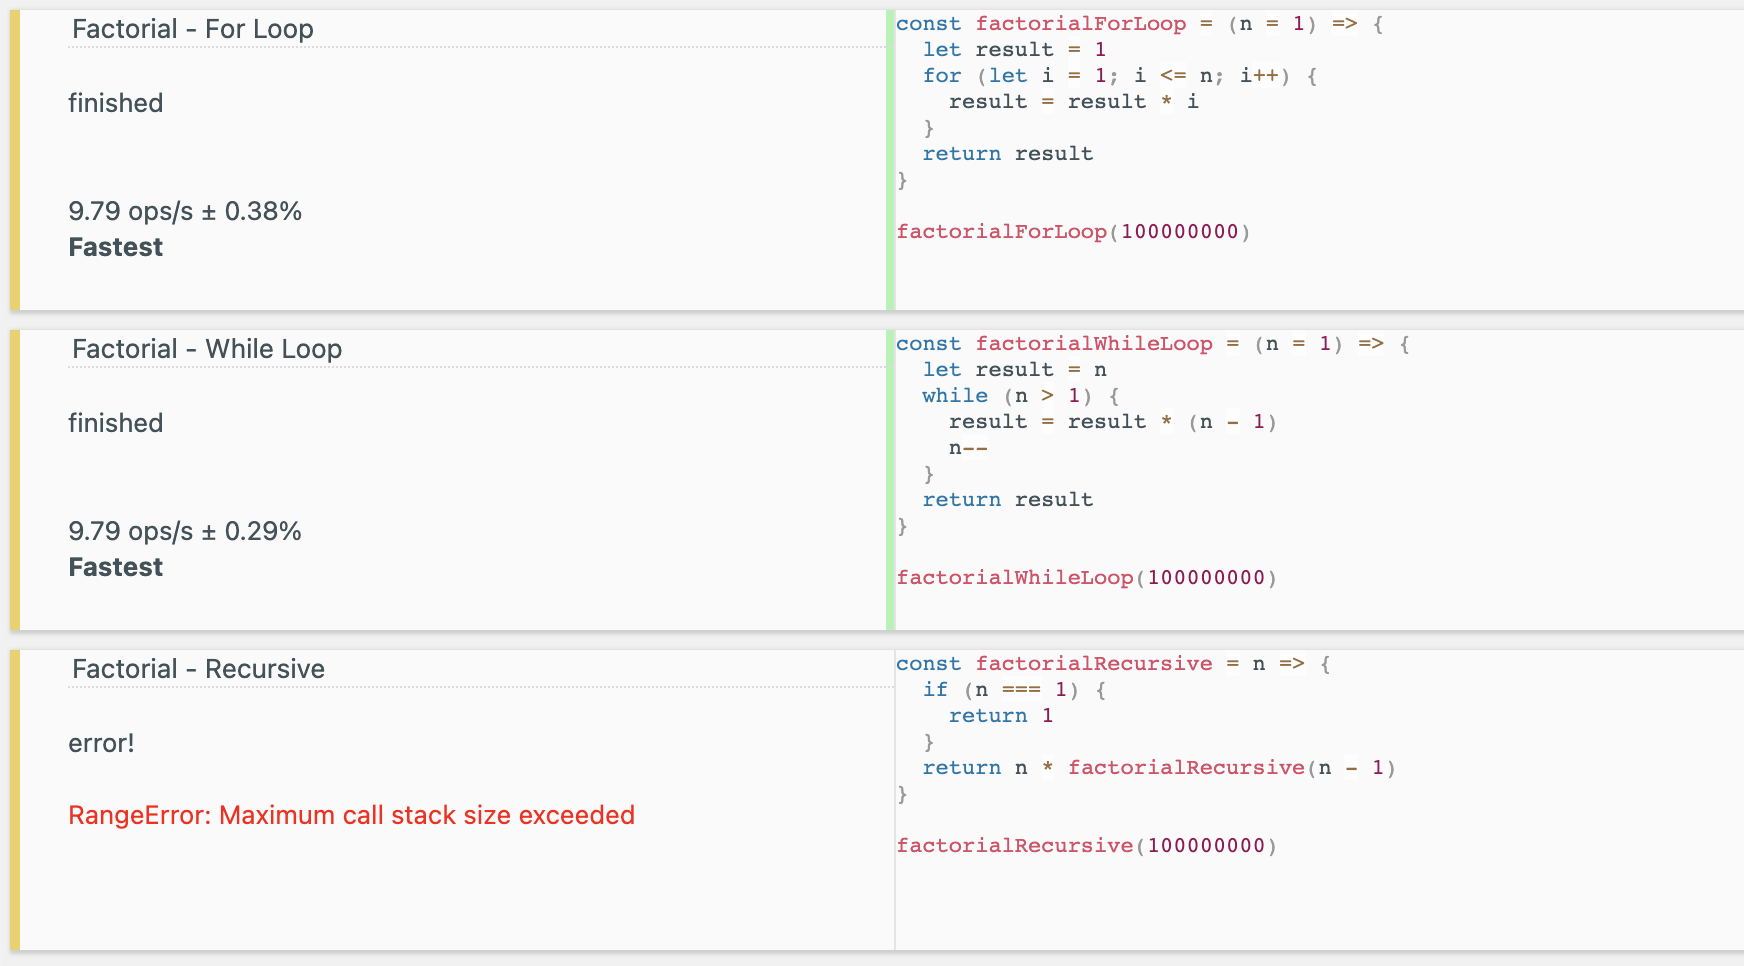 Factorial - For Loop
finished
9.79 ops/s ± 0.38%
Fastest
const factorialForLoop = (n = 1) => {
  let result = 1
  for (let i = 1; i <= n; i++) {
    result = result * i
  }
  return result
}
factorialForLoop(100000000)
Factorial - While Loop
finished
9.79 ops/s ± 0.29%
Fastest
const factorialWhileLoop = (n = 1) => {
  let result = n
  while (n > 1) {
    result = result * (n - 1)
    n--
  }
  return result
}
factorialWhileLoop(100000000)
Factorial - Recursive
error!
RangeError: Maximum call stack size exceeded
const factorialRecursive = n => {
  if (n === 1) {
    return 1
  }
  return n * factorialRecursive(n - 1)
}
factorialRecursive(100000000)